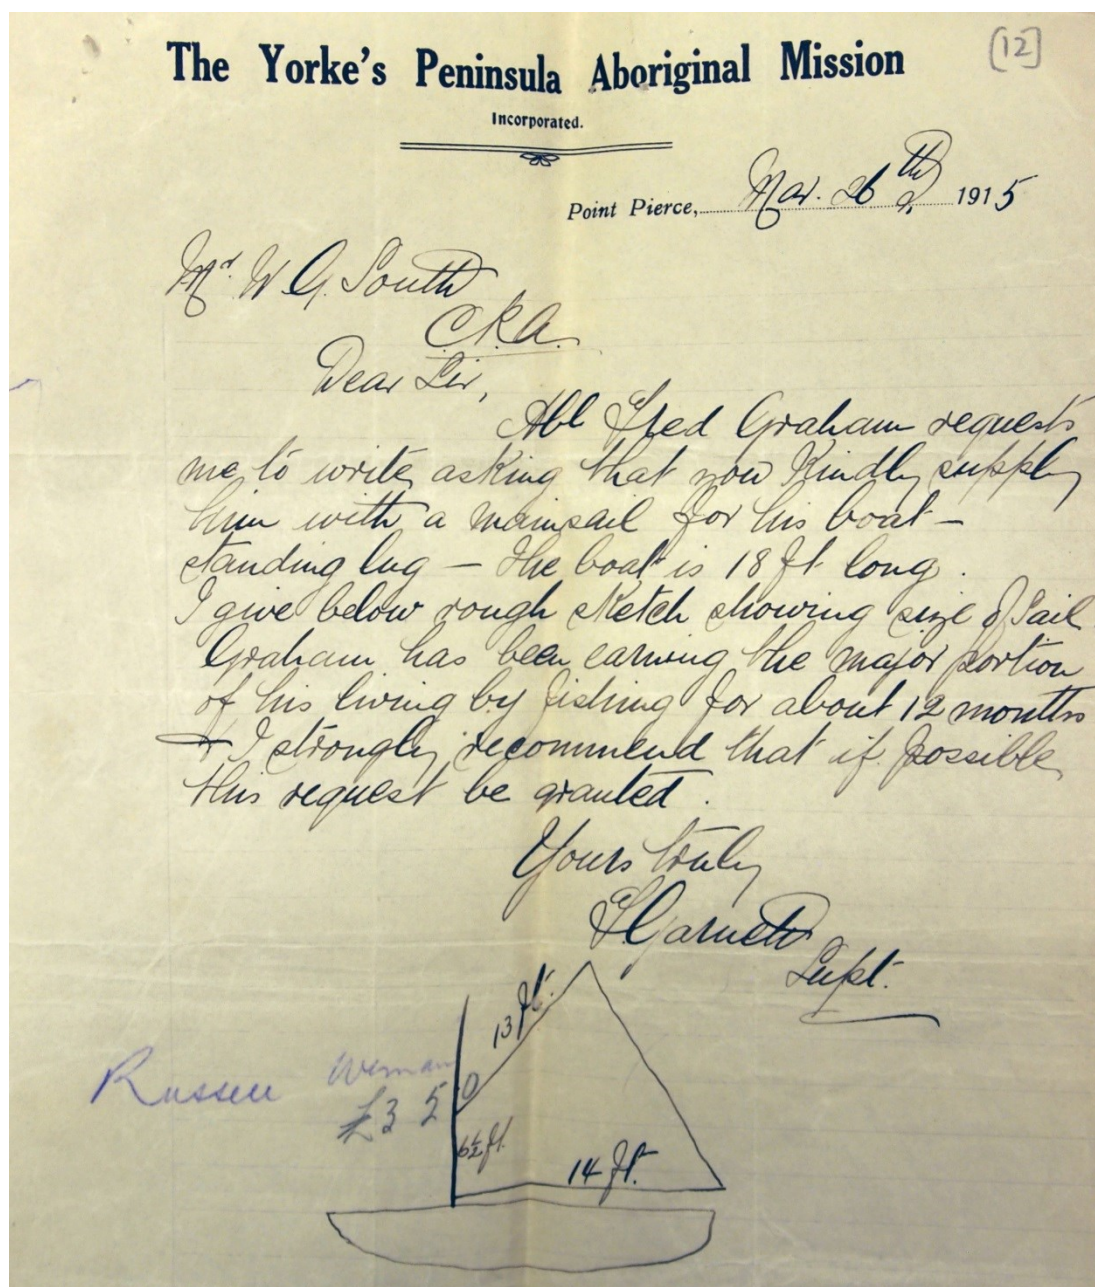 [12]
The Yorke's Peninsula Aboriginal Mission
Incorporated.
Point Pierce, Mar. 26th 1915
Mr. W. G. South
C.P.A.
Dear Sir,
Abl Fred Graham requests
me to write asking that you kindly supply
him with a mainsail for his boat -
standing lug - The boat is 18 ft long.
I give below rough sketch showing size of Sail
Graham has been earning the major portion
of his living by fishing for about 12 months
& I strongly recommend that if possible
this request be granted.
Yours truly
F Garnett
Supt.
13 ft.
Russell
£3 5 0
6½ ft.
14 ft.